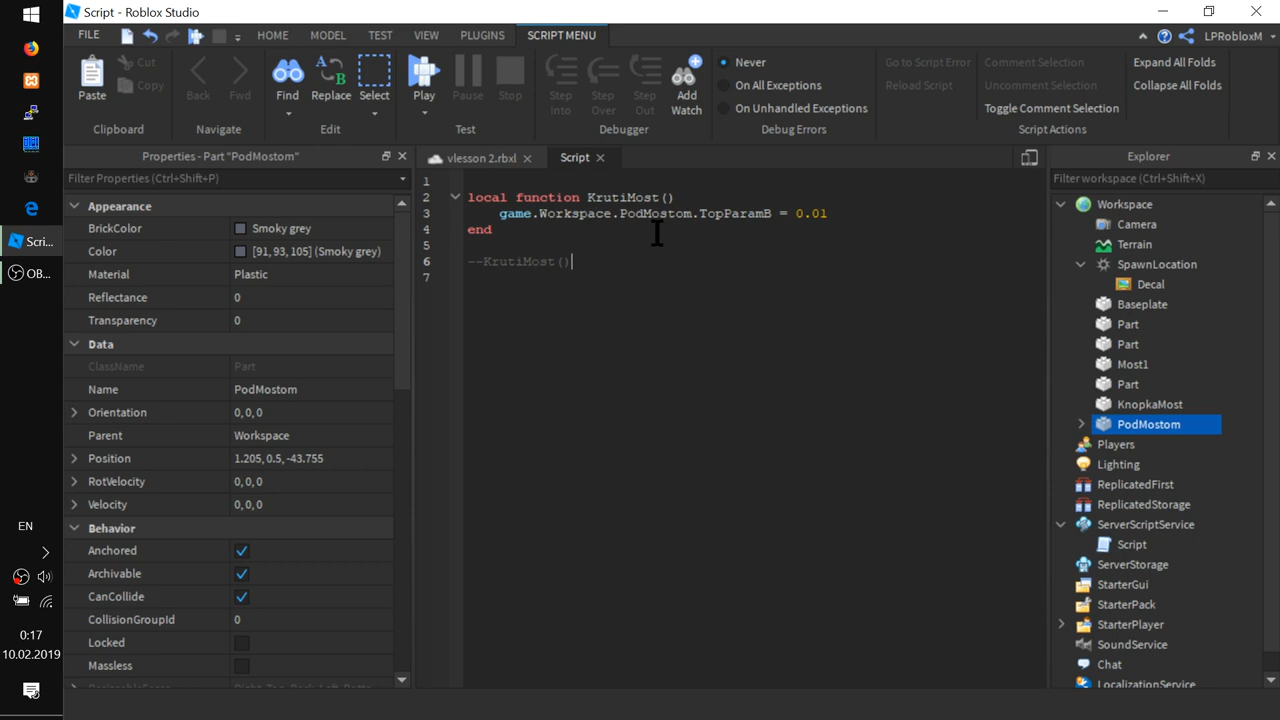 Script - Roblox Studio
FILE HOME MODEL TEST VIEW PLUGINS SCRIPT MENU LPRobloxM
Paste Cut Copy Back Fwd Find Replace Select Play Pause Stop Step Into Step Over Step Out Add Watch
Never
On All Exceptions
On Unhandled Exceptions
Go to Script Error
Reload Script
Comment Selection
Uncomment Selection
Toggle Comment Selection
Expand All Folds
Collapse All Folds
Clipboard Navigate Edit Test Debugger Debug Errors Script Actions
Properties - Part "PodMostom"
Filter Properties (Ctrl+Shift+P)
Appearance
BrickColor Smoky grey
Color [91, 93, 105] (Smoky grey)
Material Plastic
Reflectance 0
Transparency 0
Data
ClassName Part
Name PodMostom
Orientation 0,0,0
Parent Workspace
Position 1.205, 0.5, -43.755
RotVelocity 0,0,0
Velocity 0,0,0
Behavior
Anchored
Archivable
CanCollide
CollisionGroupId 0
Locked
Massless
vlesson 2.rbxl Script
1
2 local function KrutiMost()
3 game.Workspace.PodMostom.TopParamB = 0.01
4 end
5
6 --KrutiMost()
7
Explorer
Filter workspace (Ctrl+Shift+X)
Workspace
Camera
Terrain
SpawnLocation
Decal
Baseplate
Part
Part
Most1
Part
KnopkaMost
PodMostom
Players
Lighting
ReplicatedFirst
ReplicatedStorage
ServerScriptService
Script
ServerStorage
StarterGui
StarterPack
StarterPlayer
SoundService
Chat
LocalizationService
Scri...
OB...
EN
0:17
10.02.2019